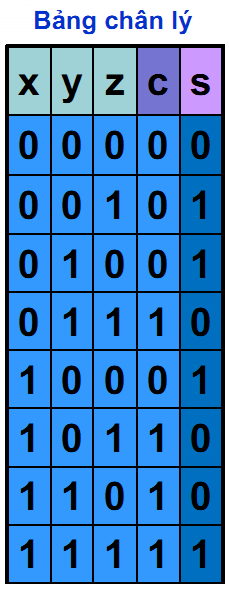 Bảng chân lý
x y z c s
0 0 0 0 0
0 0 1 0 1
0 1 0 0 1
0 1 1 1 0
1 0 0 0 1
1 0 1 1 0
1 1 0 1 0
1 1 1 1 1